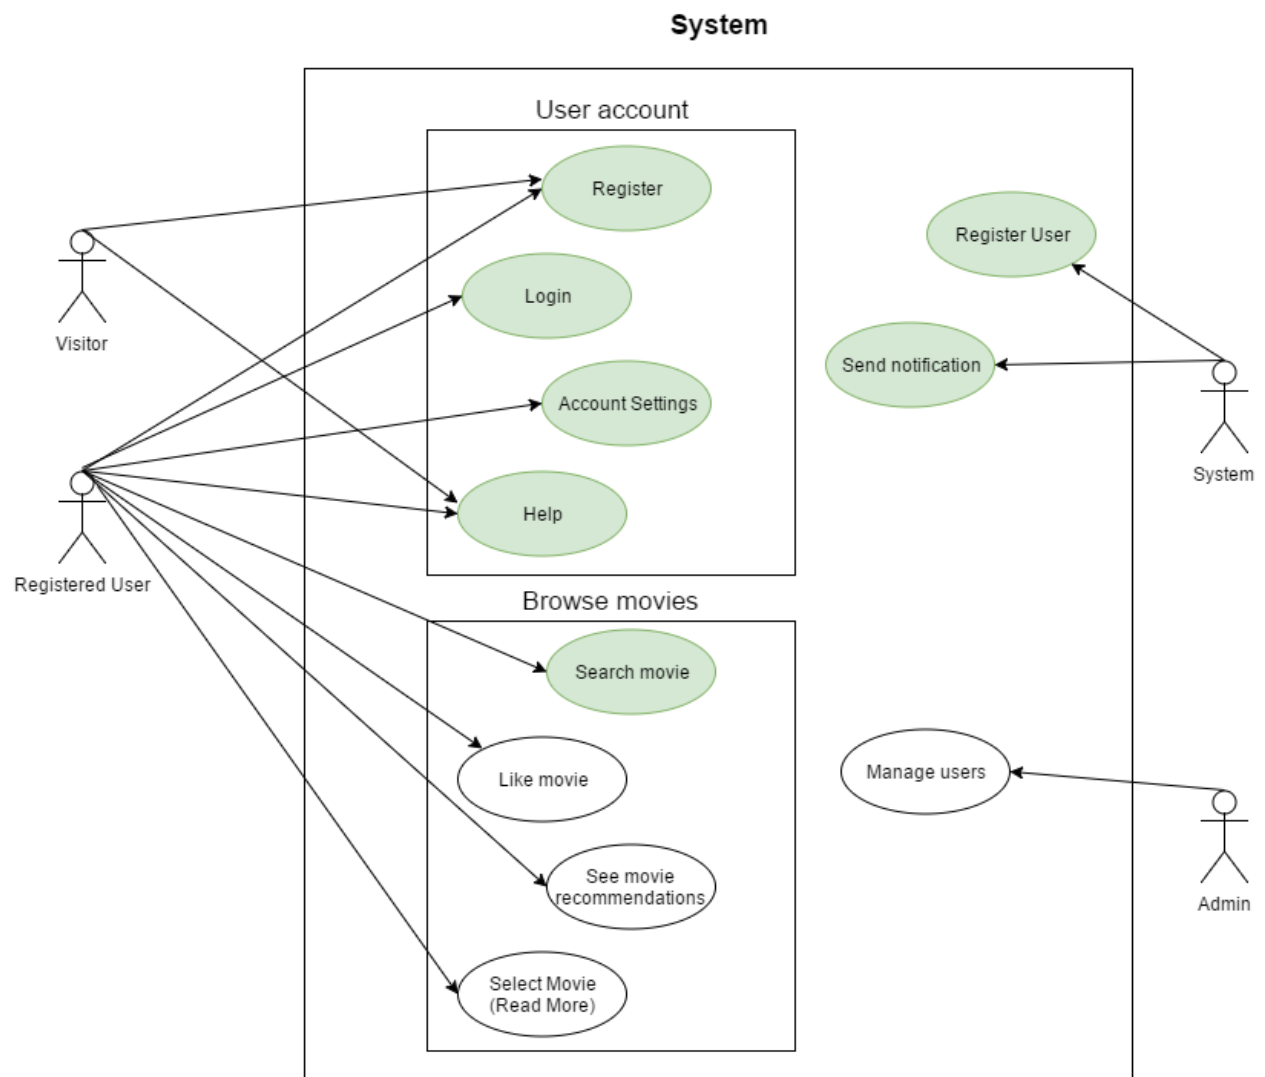 System
User account
Register
Register User
Login
Visitor
Send notification
Account Settings
System
Help
Registered User
Browse movies
Search movie
Like movie
Manage users
See movie
recommendations
Admin
Select Movie
(Read More)